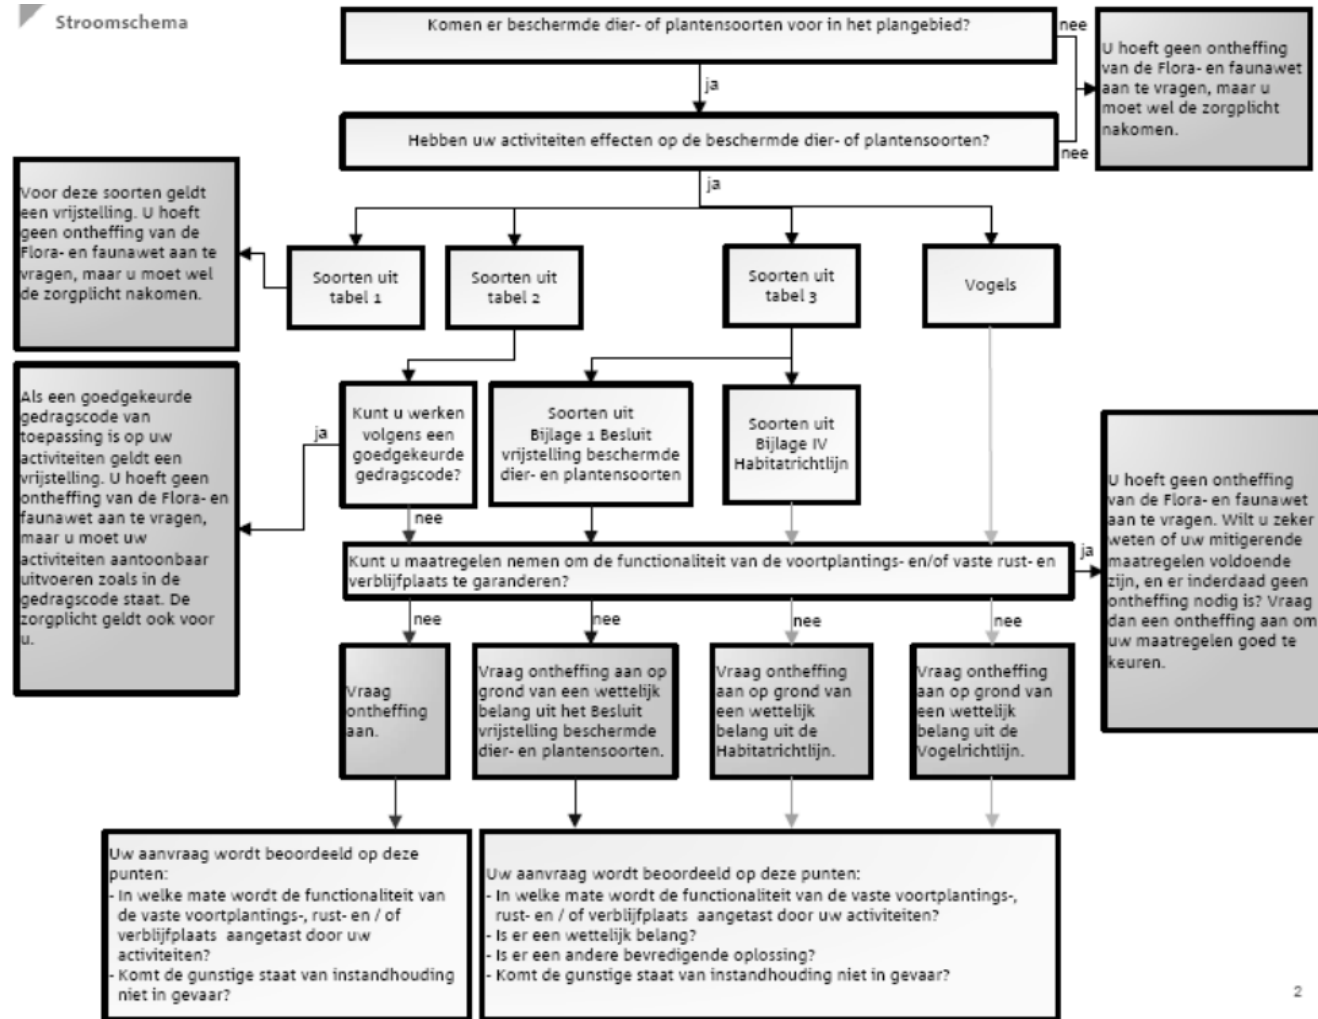 Stroomschema
Komen er beschermde dier- of plantensoorten voor in het plangebied?
nee
U hoeft geen ontheffing
van de Flora- en faunawet
aan te vragen, maar u
moet wel de zorgplicht
nakomen.
ja
Hebben uw activiteiten effecten op de beschermde dier- of plantensoorten?
nee
ja
Voor deze soorten geldt
een vrijstelling. U hoeft
geen ontheffing van de
Flora- en faunawet aan te
vragen, maar u moet wel
de zorgplicht nakomen.
Soorten uit
tabel 1
Soorten uit
tabel 2
Soorten uit
tabel 3
Vogels
Als een goedgekeurde
gedragscode van
toepassing is op uw
activiteiten geldt een
vrijstelling. U hoeft geen
ontheffing van de Flora- en
faunawet aan te vragen,
maar u moet uw
activiteiten aantoonbaar
uitvoeren zoals in de
gedragscode staat. De
zorgplicht geldt ook voor
u.
ja
Kunt u werken
volgens een
goedgekeurde
gedragscode?
Soorten uit
Bijlage 1 Besluit
vrijstelling beschermde
dier- en plantensoorten
Soorten uit
Bijlage IV
Habitatrichtlijn
nee
Kunt u maatregelen nemen om de functionaliteit van de voortplantings- en/of vaste rust- en
verblijfplaats te garanderen?
ja
U hoeft geen ontheffing
van de Flora- en faunawet
aan te vragen. Wilt u zeker
weten of uw mitigerende
maatregelen voldoende
zijn, en er inderdaad geen
ontheffing nodig is? Vraag
dan een ontheffing aan om
uw maatregelen goed te
keuren.
nee
nee
nee
nee
Vraag
ontheffing
aan.
Vraag ontheffing aan op
grond van een wettelijk
belang uit het Besluit
vrijstelling beschermde
dier- en plantensoorten.
Vraag ontheffing
aan op grond van
een wettelijk
belang uit de
Habitatrichtlijn.
Vraag ontheffing
aan op grond van
een wettelijk
belang uit de
Vogelrichtlijn.
Uw aanvraag wordt beoordeeld op deze
punten:
- In welke mate wordt de functionaliteit van
de vaste voortplantings-, rust- en / of
verblijfplaats aangetast door uw
activiteiten?
- Komt de gunstige staat van instandhouding
niet in gevaar?
Uw aanvraag wordt beoordeeld op deze punten:
- In welke mate wordt de functionaliteit van de vaste voortplantings-,
rust- en / of verblijfplaats aangetast door uw activiteiten?
- Is er een wettelijk belang?
- Is er een andere bevredigende oplossing?
- Komt de gunstige staat van instandhouding niet in gevaar?
2